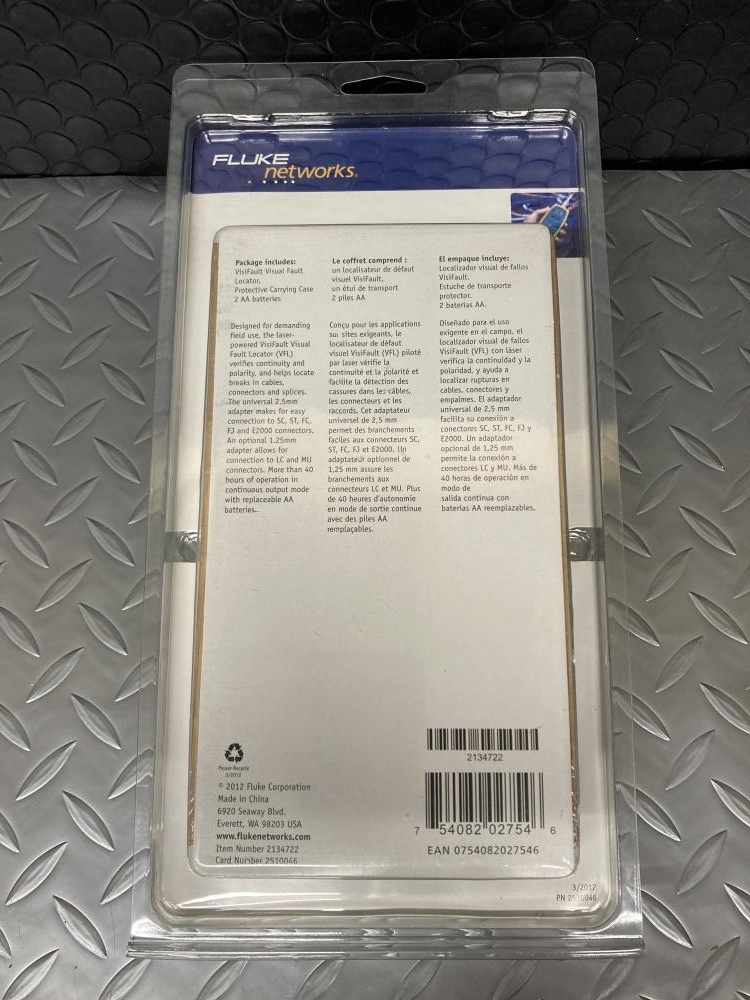 FLUKE
networks®
Package includes:
VisiFault Visual Fault
Locator,
Protective Carrying Case
2 AA batteries
Designed for demanding
field use, the laser-
powered VisiFault Visual
Fault Locator (VFL)
verifies continuity and
polarity, and helps locate
breaks in cables,
connectors and splices.
The universal 2.5mm
adapter makes for easy
connection to SC, ST, FC,
FJ and E2000 connectors.
An optional 1.25mm
adapter allows for
connection to LC and MU
connectors. More than 40
hours of operation in
continuous output mode
with replaceable AA
batteries.
Le coffret comprend :
un localisateur de défaut
visuel VisiFault,
un étui de transport
2 piles AA
Conçu pour les applications
sur sites exigeants, le
localisateur de défaut
visuel VisiFault (VFL) piloté
par laser vérifie la
continuité et la polarité et
facilite la détection des
cassures dans les câbles,
les connecteurs et les
raccords. Cet adaptateur
universel de 2,5 mm
permet des branchements
faciles aux connecteurs SC,
ST, FC, FJ et E2000. Un
adaptateur optionnel de
1,25 mm assure les
branchements aux
connecteurs LC et MU. Plus
de 40 heures d'autonomie
en mode de sortie continue
avec des piles AA
remplaçables.
El empaque incluye:
Localizador visual de fallos
VisiFault.
Estuche de transporte
protector.
2 baterías AA.
Diseñado para el uso
exigente en el campo, el
localizador visual de fallos
VisiFault (VFL) con láser
verifica la continuidad y la
polaridad, y ayuda a
localizar rupturas en
cables, conectores y
empalmes. El adaptador
universal de 2,5 mm
facilita su conexión a
conectores SC, ST, FC, FJ y
E2000. Un adaptador
opcional de 1,25 mm
permite la conexión a
conectores LC y MU. Más de
40 horas de operación en
modo de
salida continua con
baterías AA reemplazables.
Please Recycle
3/2012
© 2012 Fluke Corporation
Made in China
6920 Seaway Blvd.
Everett, WA 98203 USA
www.flukenetworks.com
Item Number 2134722
Card Number 2510046
2134722
7 54082 02754 6
EAN 0754082027546
3/2012
PN 2510046